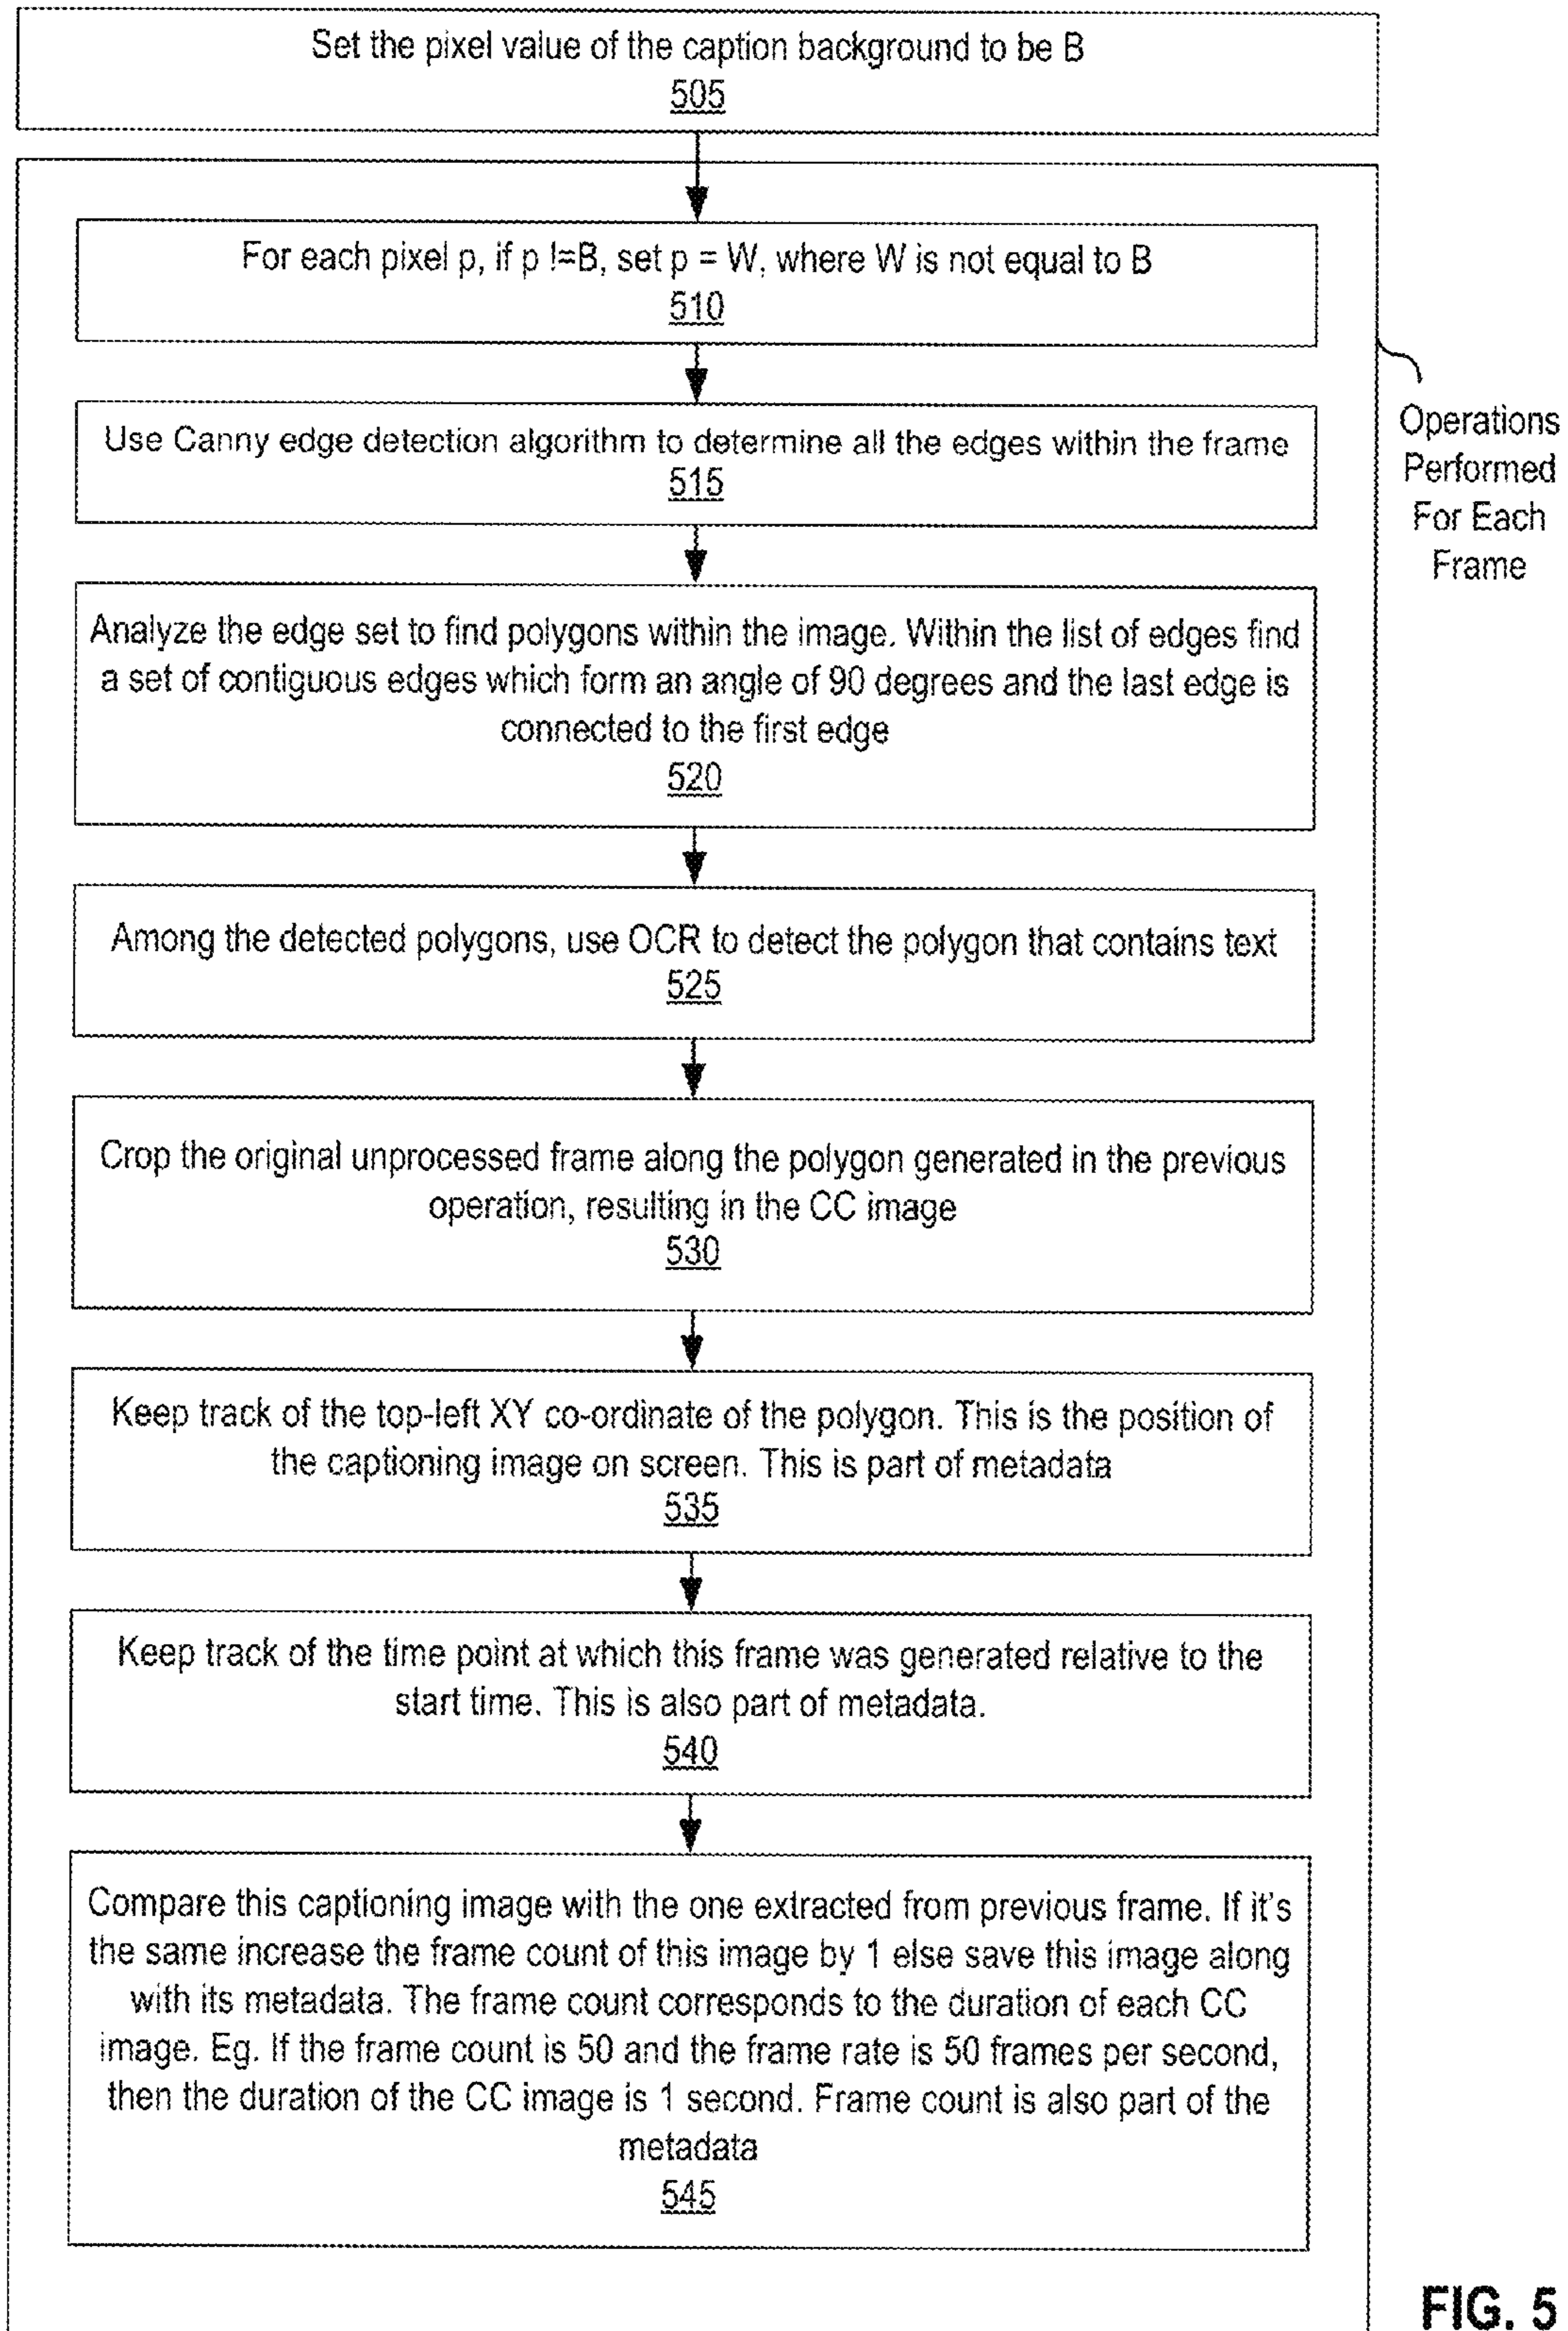 Set the pixel value of the caption background to be B
505
For each pixel p, if p !=B, set p = W, where W is not equal to B
510
Use Canny edge detection algorithm to determine all the edges within the frame
515
Operations
Performed
For Each
Frame
Analyze the edge set to find polygons within the image. Within the list of edges find
a set of contiguous edges which form an angle of 90 degrees and the last edge is
connected to the first edge
520
Among the detected polygons, use OCR to detect the polygon that contains text
525
Crop the original unprocessed frame along the polygon generated in the previous
operation, resulting in the CC image
530
Keep track of the top-left XY co-ordinate of the polygon. This is the position of
the captioning image on screen. This is part of metadata
535
Keep track of the time point at which this frame was generated relative to the
start time. This is also part of metadata.
540
Compare this captioning image with the one extracted from previous frame. If it's
the same increase the frame count of this image by 1 else save this image along
with its metadata. The frame count corresponds to the duration of each CC
image. Eg. If the frame count is 50 and the frame rate is 50 frames per second,
then the duration of the CC image is 1 second. Frame count is also part of the
metadata
545
FIG. 5